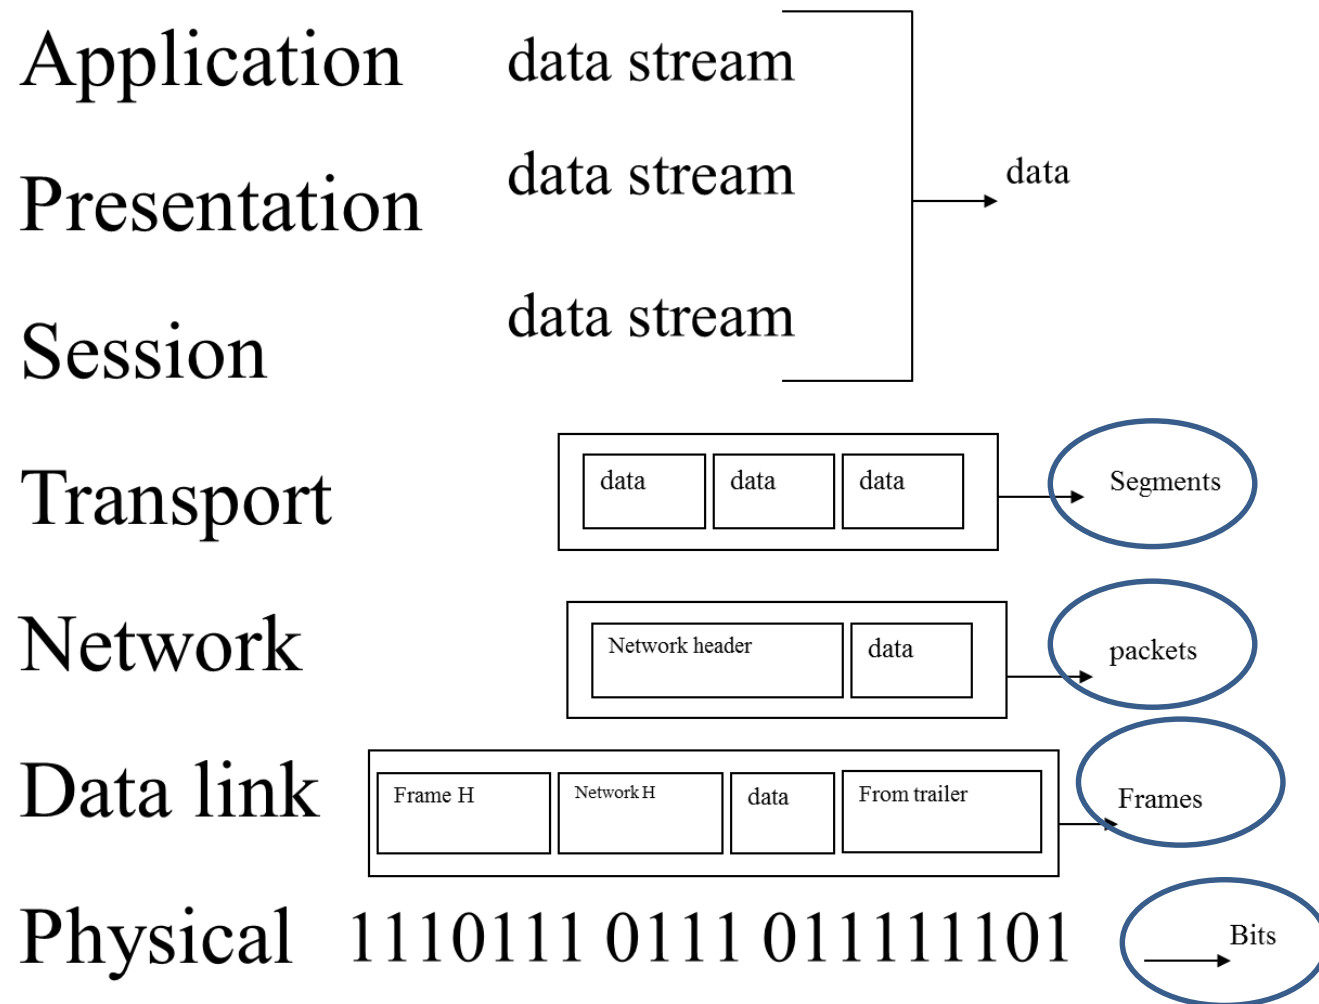 Application data stream
Presentation data stream data
Session data stream
Transport data data data Segments
Network Network header data packets
Data link Frame H Network H data From trailer Frames
Physical 1110111 0111 011111101 Bits